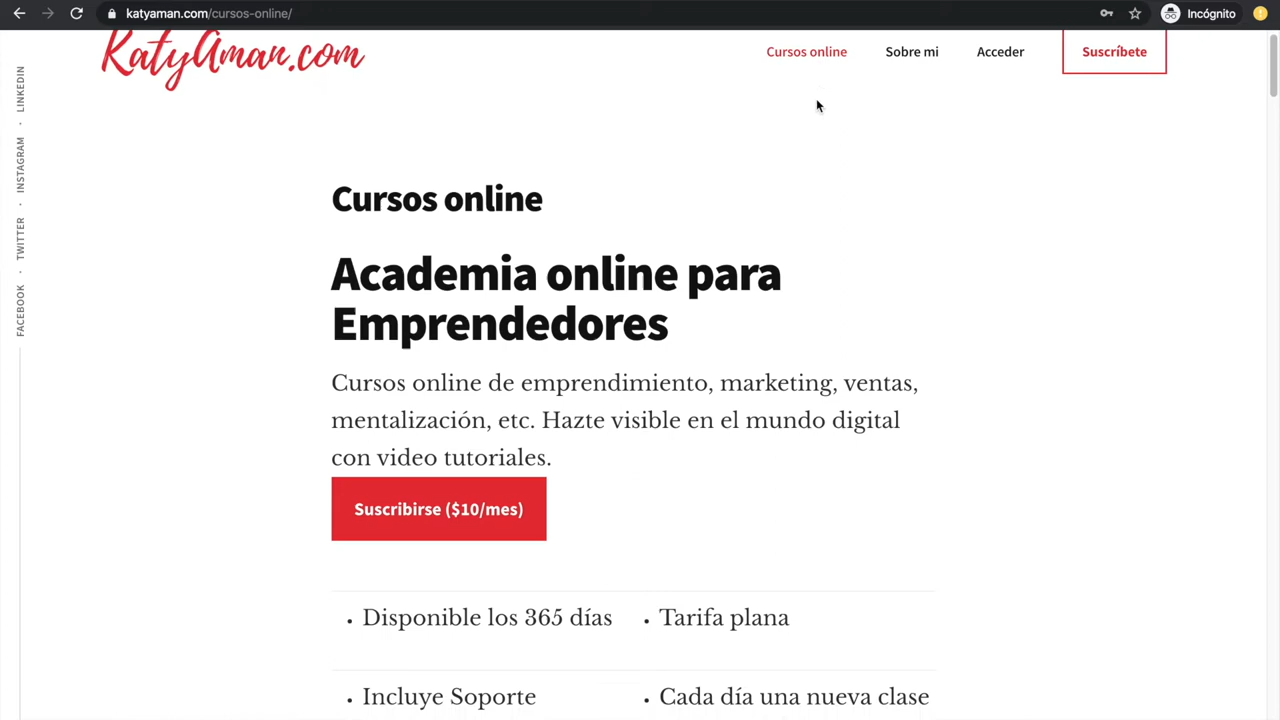 katyaman.com/cursos-online/
Incógnito
KatyAman.com
Cursos online
Sobre mi
Acceder
Suscríbete
FACEBOOK · TWITTER · INSTAGRAM · LINKEDIN
Cursos online
Academia online para
Emprendedores
Cursos online de emprendimiento, marketing, ventas,
mentalización, etc. Hazte visible en el mundo digital
con video tutoriales.
Suscribirse ($10/mes)
• Disponible los 365 días
• Tarifa plana
• Incluye Soporte
• Cada día una nueva clase